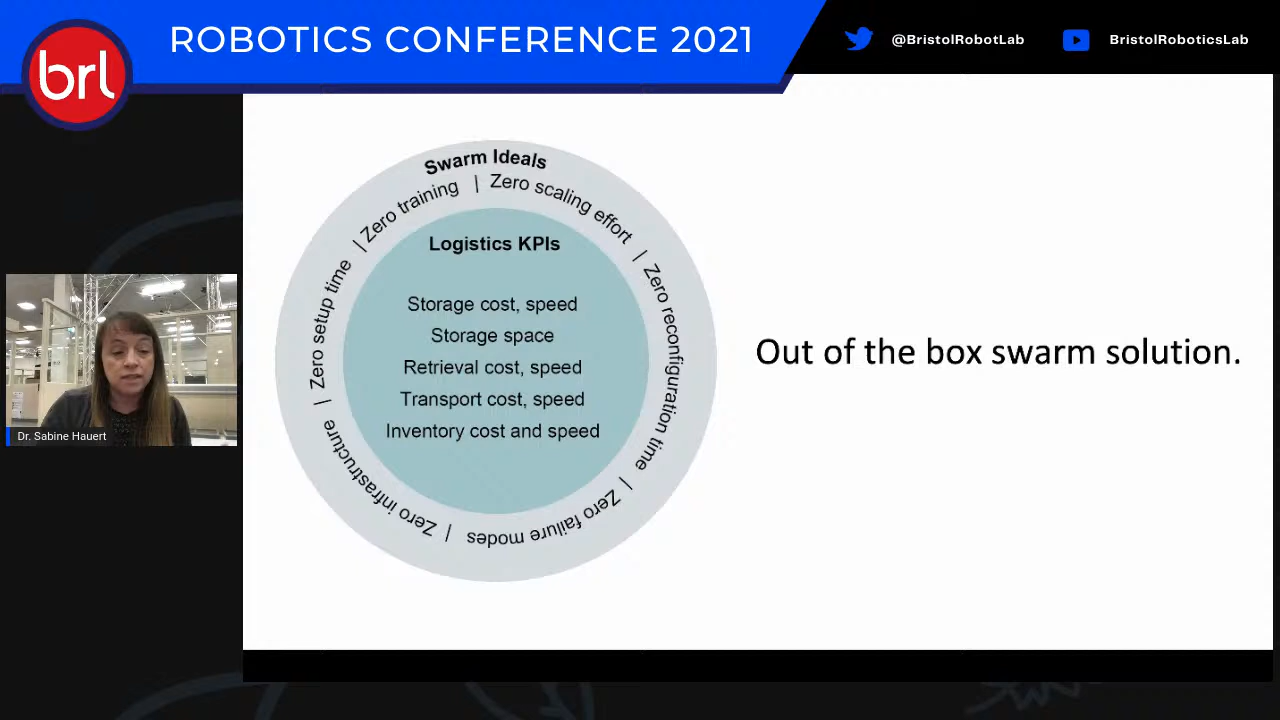 brl
ROBOTICS CONFERENCE 2021
@BristolRobotLab
BristolRoboticsLab
Swarm Ideals
Zero setup time | Zero training | Zero scaling effort | Zero reconfiguration time | Zero failure modes | Zero infrastructure |
Logistics KPIs
Storage cost, speed
Storage space
Retrieval cost, speed
Transport cost, speed
Inventory cost and speed
Out of the box swarm solution.
Dr. Sabine Hauert